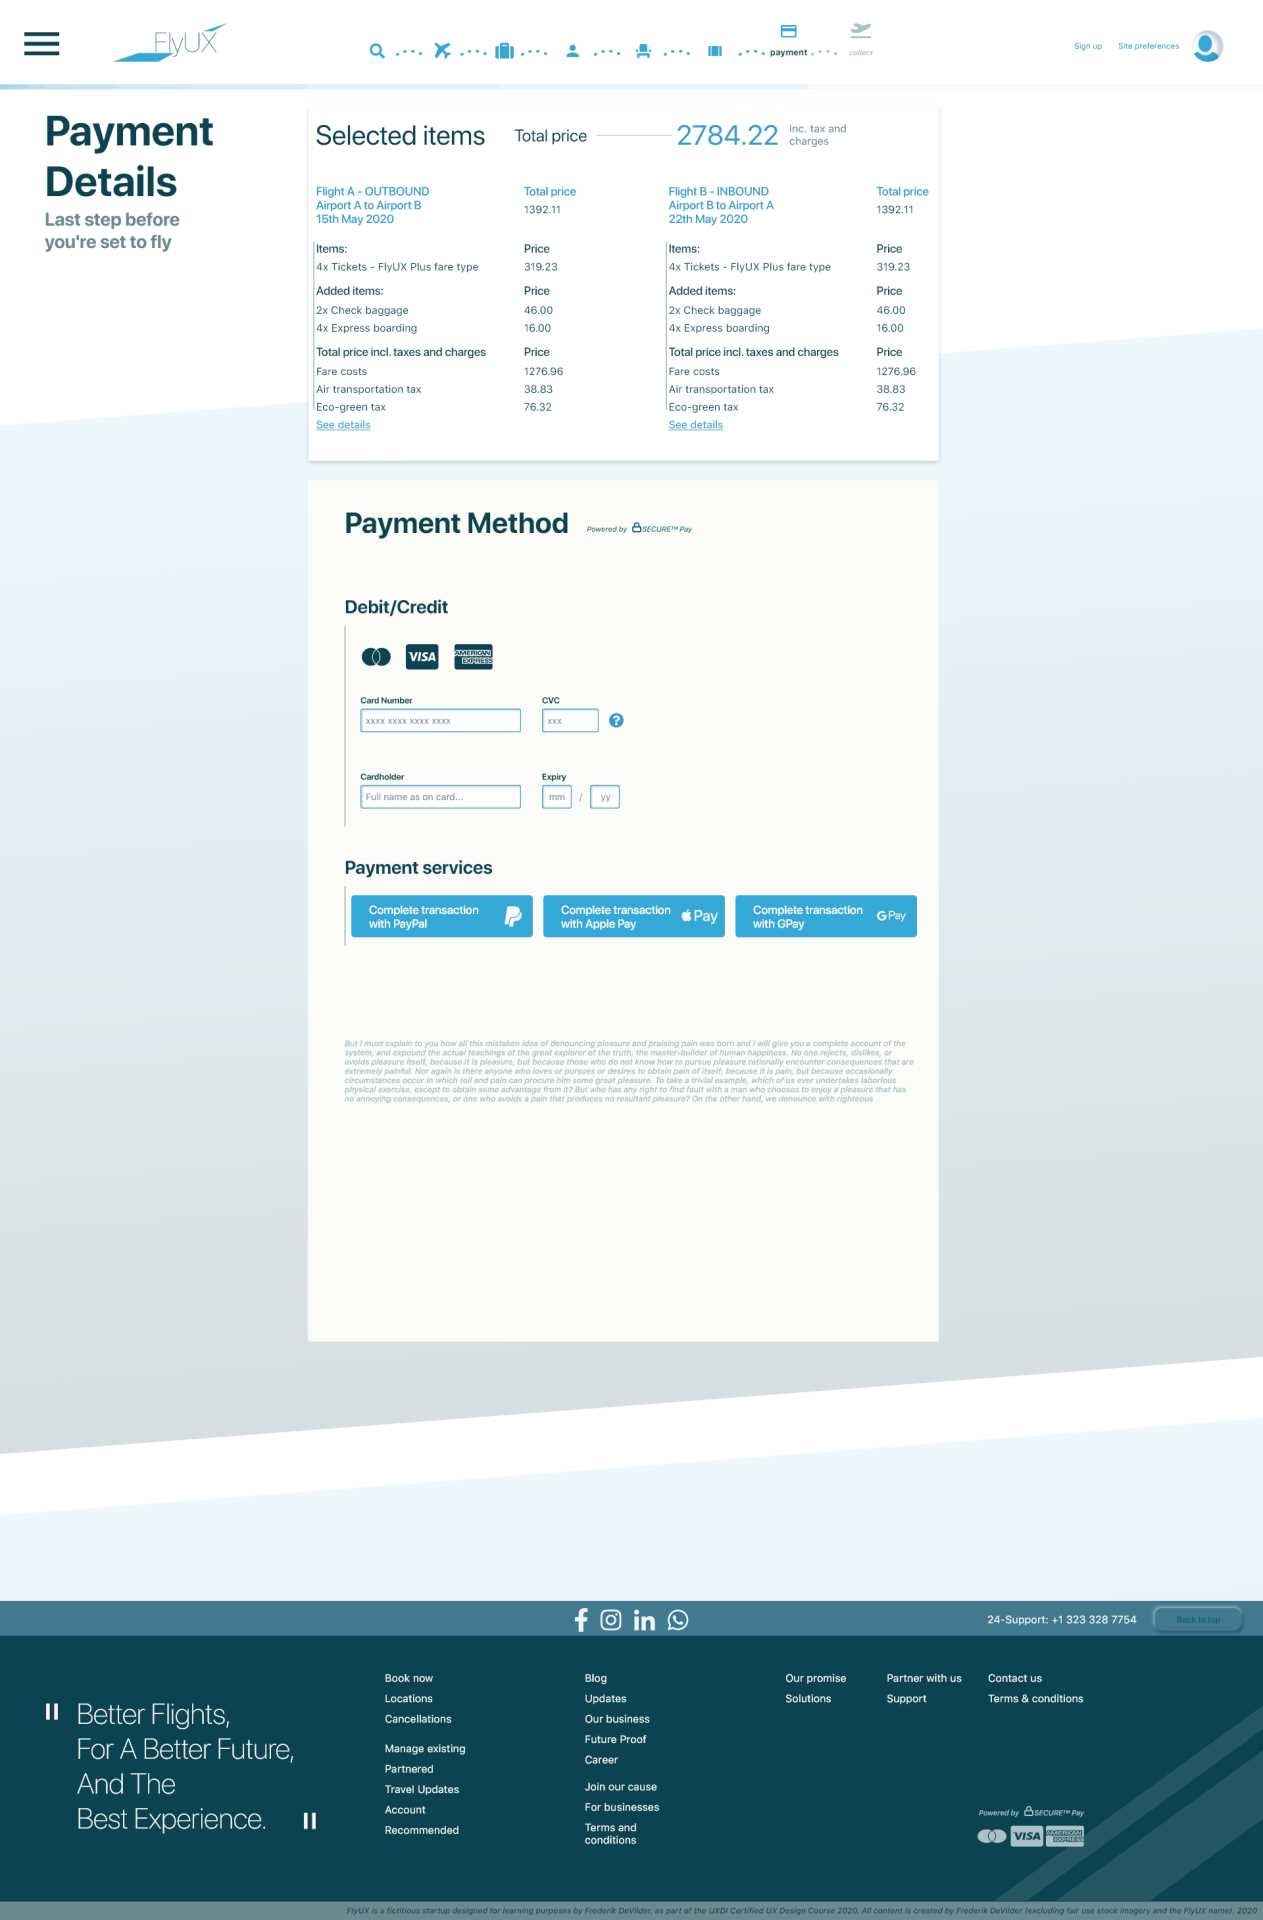 FlyUX
payment
collect
Sign up
Site preferences
Payment
Details
Last step before
you're set to fly
Selected items
Total price
2784.22
Inc. tax and
charges
Flight A - OUTBOUND
Airport A to Airport B
15th May 2020
Total price
1392.11
Items:
Price
4x Tickets - FlyUX Plus fare type
319.23
Added items:
Price
2x Check baggage
46.00
4x Express boarding
16.00
Total price incl. taxes and charges
Price
Fare costs
1276.96
Air transportation tax
38.83
Eco-green tax
76.32
See details
Flight B - INBOUND
Airport B to Airport A
22th May 2020
Total price
1392.11
Items:
Price
4x Tickets - FlyUX Plus fare type
319.23
Added items:
Price
2x Check baggage
46.00
4x Express boarding
16.00
Total price incl. taxes and charges
Price
Fare costs
1276.96
Air transportation tax
38.83
Eco-green tax
76.32
See details
Payment Method
Powered by SECURE™ Pay
Debit/Credit
VISA
AMERICAN
EXPRESS
Card Number
CVC
xxxx xxxx xxxx xxxx
xxx
?
Cardholder
Expiry
Full name as on card...
mm / yy
Payment services
Complete transaction
with PayPal
Complete transaction
with Apple Pay
Pay
Complete transaction
with GPay
G Pay
But I must explain to you how all this mistaken idea of denouncing pleasure and praising pain was born and I will give you a complete account of the
system, and expound the actual teachings of the great explorer of the truth, the master-builder of human happiness. No one rejects, dislikes, or
avoids pleasure itself, because it is pleasure, but because those who do not know how to pursue pleasure rationally encounter consequences that are
extremely painful. Nor again is there anyone who loves or pursues or desires to obtain pain of itself, because it is pain, but because occasionally
circumstances occur in which toil and pain can procure him some great pleasure. To take a trivial example, which of us ever undertakes laborious
physical exercise, except to obtain some advantage from it? But who has any right to find fault with a man who chooses to enjoy a pleasure that has
no annoying consequences, or one who avoids a pain that produces no resultant pleasure? On the other hand, we denounce with righteous
24-Support: +1 323 328 7754
Back to top
Better Flights,
For A Better Future,
And The
Best Experience.
Book now
Locations
Cancellations
Manage existing
Partnered
Travel Updates
Account
Recommended
Blog
Updates
Our business
Future Proof
Career
Join our cause
For businesses
Terms and
conditions
Our promise
Solutions
Partner with us
Support
Contact us
Terms & conditions
Powered by SECURE™ Pay
VISA
AMERICAN
EXPRESS
FlyUX is a fictitious startup designed for learning purposes by Frederik DeVilder, as part of the UXDI Certified UX Design Course 2020. All content is created by Frederik DeVilder (excluding fair use stock imagery and the FlyUX name). 2020